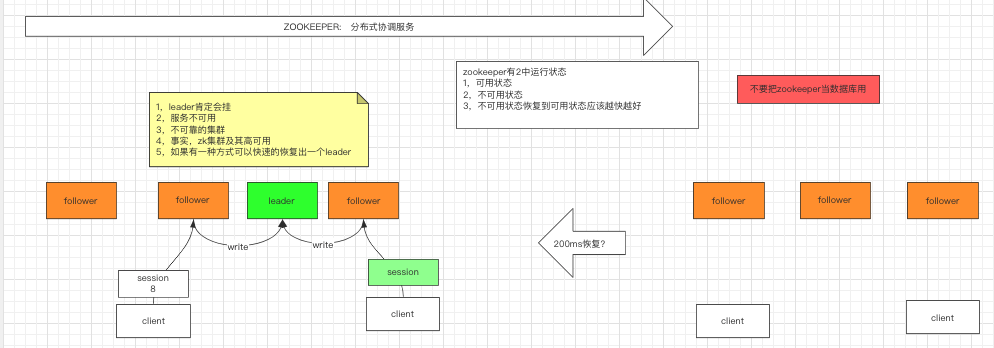 ZOOKEEPER: 分布式协调服务
zookeeper有2中运行状态
1，可用状态
2，不可用状态
3，不可用状态恢复到可用状态应该越快越好
不要把zookeeper当数据库用
1，leader肯定会挂
2，服务不可用
3，不可靠的集群
4，事实，zk集群及其高可用
5，如果有一种方式可以快速的恢复出一个leader
follower
follower
leader
follower
follower
follower
follower
write
write
200ms恢复？
session
8
session
client
client
client
client